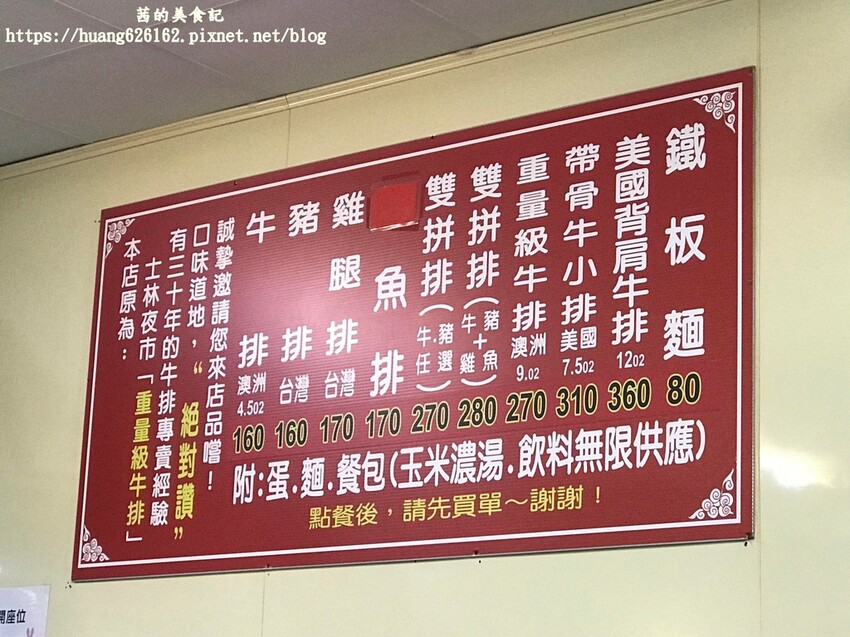 茜的美食記
https://huang626162.pixnet.net/blog
本店原為:
士林夜市「重量級牛排」
有三十年的牛排專賣經驗
口味道地,“絕對讚”
誠摯邀請您來店品嚐!
牛排 澳洲 4.5oz 160
豬排 台灣 160
雞腿排 台灣 170
魚排 170
雙拼排(牛.豬任選) 270
雙拼排(牛雞+豬魚) 280
重量級牛排 澳洲 9.oz 270
帶骨牛小排 美國 7.5oz 310
美國背肩牛排 12oz 360
鐵板麵 80
附:蛋.麵.餐包(玉米濃湯.飲料無限供應)
點餐後,請先買單~謝謝!
開座位